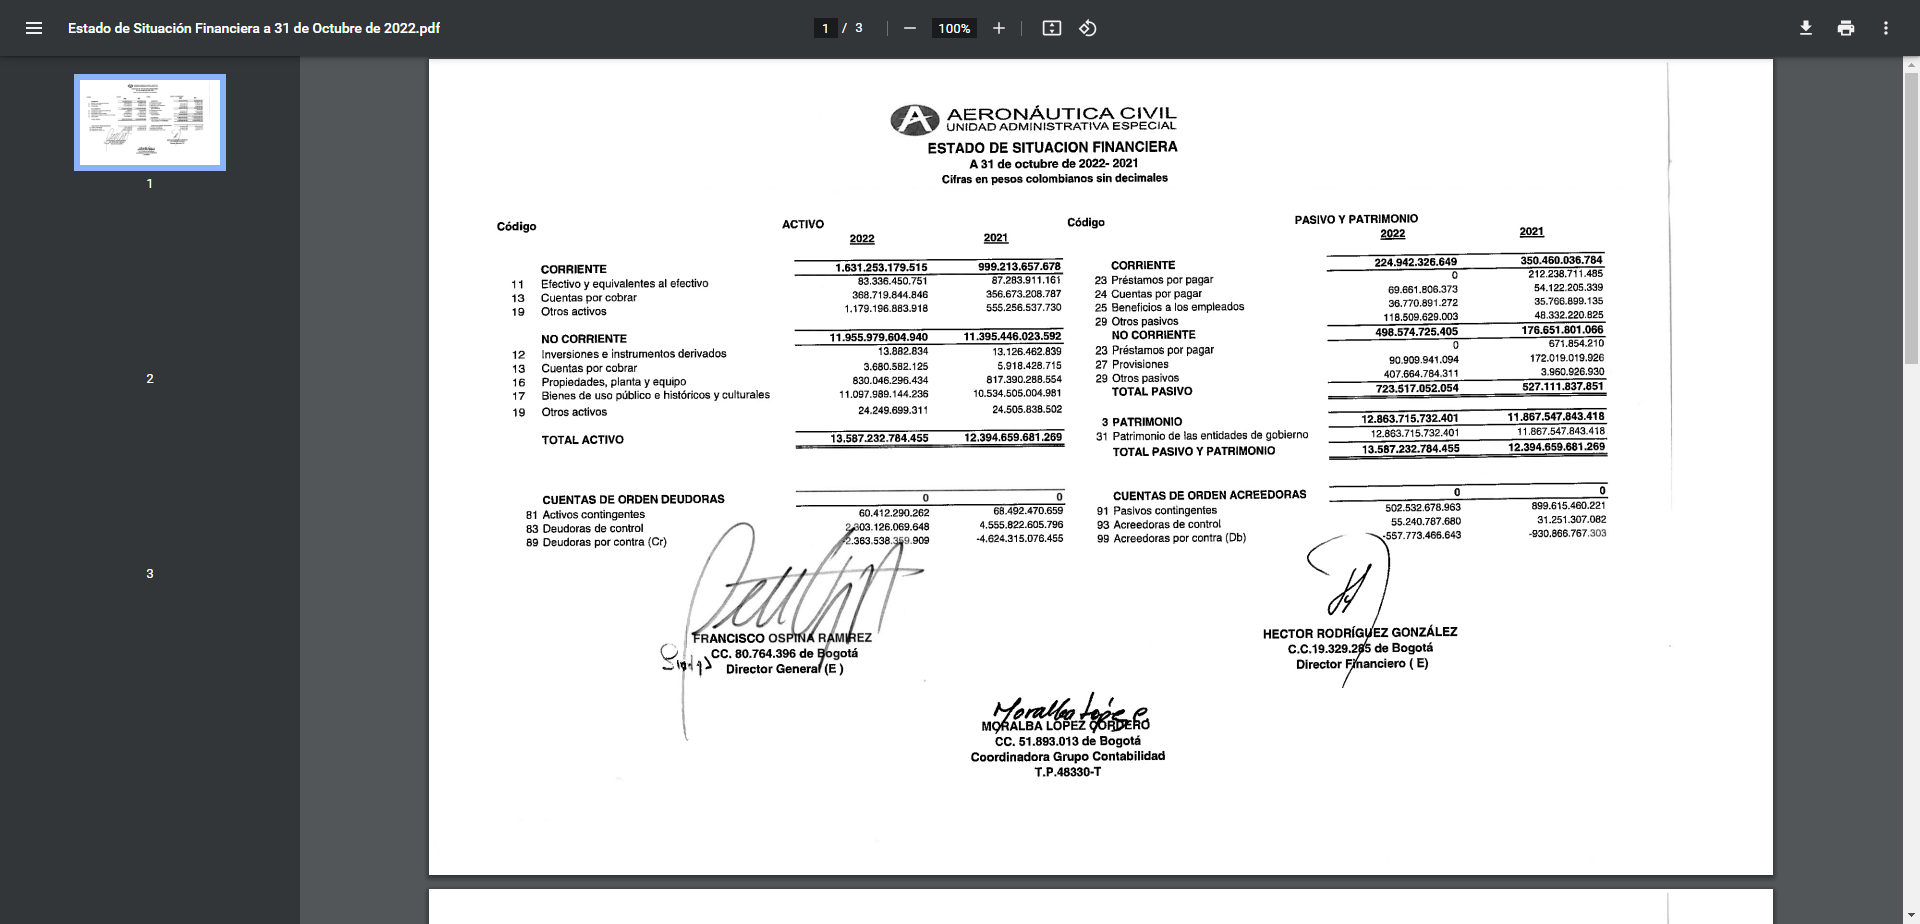 Estado de Situación Financiera a 31 de Octubre de 2022.pdf
1 / 3
100%
1
2
3
AERONÁUTICA CIVIL
UNIDAD ADMINISTRATIVA ESPECIAL
ESTADO DE SITUACION FINANCIERA
A 31 de octubre de 2022- 2021
Cifras en pesos colombianos sin decimales
Código ACTIVO
2022 2021
CORRIENTE 1.631.253.179.515 999.213.657.678
11 Efectivo y equivalentes al efectivo 83.336.450.751 87.283.911.161
13 Cuentas por cobrar 368.719.844.846 356.673.208.787
19 Otros activos 1.179.196.883.918 555.256.537.730
NO CORRIENTE 11.955.979.604.940 11.395.446.023.592
12 Inversiones e instrumentos derivados 13.882.834 13.126.462.839
13 Cuentas por cobrar 3.680.582.125 5.918.428.715
16 Propiedades, planta y equipo 830.046.296.434 817.390.288.554
17 Bienes de uso público e históricos y culturales 11.097.989.144.236 10.534.505.004.981
19 Otros activos 24.249.699.311 24.505.838.502
TOTAL ACTIVO 13.587.232.784.455 12.394.659.681.269
CUENTAS DE ORDEN DEUDORAS 0 0
81 Activos contingentes 60.412.290.262 68.492.470.659
83 Deudoras de control 2.303.126.069.648 4.555.822.605.796
89 Deudoras por contra (Cr) -2.363.538.359.909 -4.624.315.076.455
Código PASIVO Y PATRIMONIO
2022 2021
CORRIENTE 224.942.326.649 350.460.036.784
23 Préstamos por pagar 0 212.238.711.485
24 Cuentas por pagar 69.661.806.373 54.122.205.339
25 Beneficios a los empleados 36.770.891.272 35.766.899.135
29 Otros pasivos 118.509.629.003 48.332.220.825
NO CORRIENTE 498.574.725.405 176.651.801.066
23 Préstamos por pagar 0 671.854.210
27 Provisiones 90.909.941.094 172.019.019.926
29 Otros pasivos 407.664.784.311 3.960.926.930
TOTAL PASIVO 723.517.052.054 527.111.837.851
3 PATRIMONIO 12.863.715.732.401 11.867.547.843.418
31 Patrimonio de las entidades de gobierno 12.863.715.732.401 11.867.547.843.418
TOTAL PASIVO Y PATRIMONIO 13.587.232.784.455 12.394.659.681.269
CUENTAS DE ORDEN ACREEDORAS 0 0
91 Pasivos contingentes 502.532.678.963 899.615.460.221
93 Acreedoras de control 55.240.787.680 31.251.307.082
99 Acreedoras por contra (Db) -557.773.466.643 -930.866.767.303
FRANCISCO OSPINA RAMIREZ
CC. 80.764.396 de Bogotá
Director General (E )
HECTOR RODRÍGUEZ GONZÁLEZ
C.C.19.329.285 de Bogotá
Director Financiero ( E)
Moralba López C
MORALBA LOPEZ CORDERO
CC. 51.893.013 de Bogotá
Coordinadora Grupo Contabilidad
T.P.48330-T